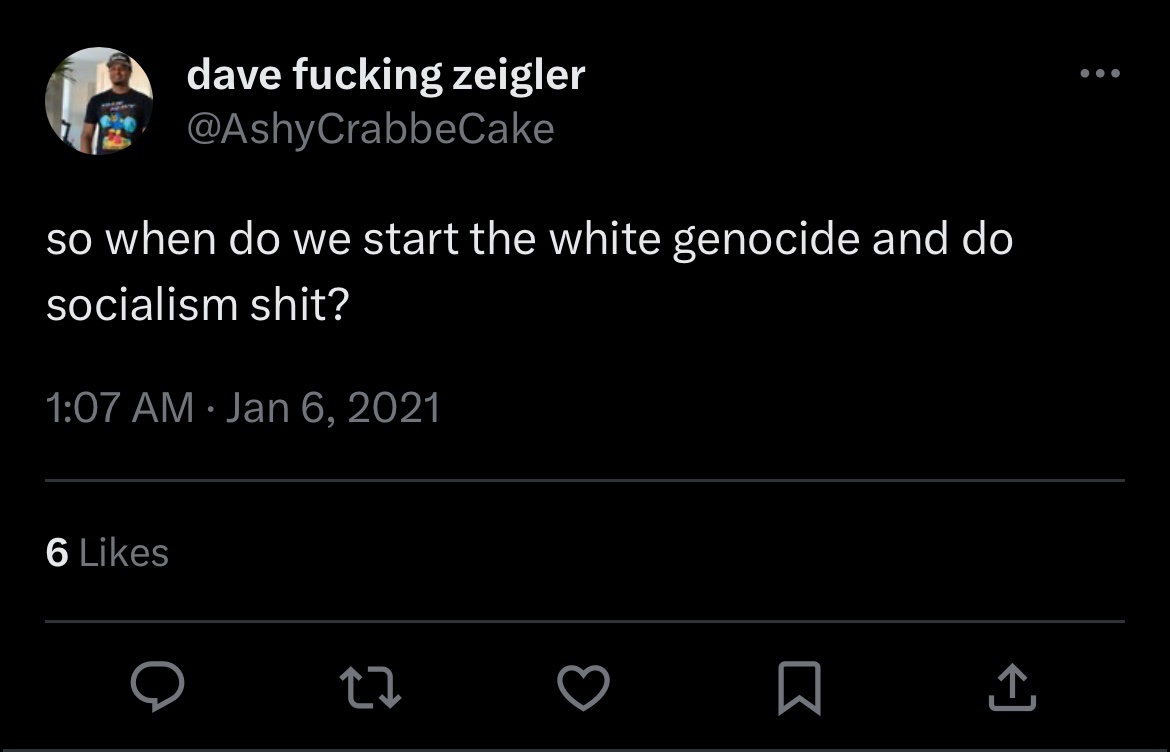 dave fucking zeigler
@AshyCrabbeCake
so when do we start the white genocide and do
socialism shit?
1:07 AM · Jan 6, 2021
6 Likes